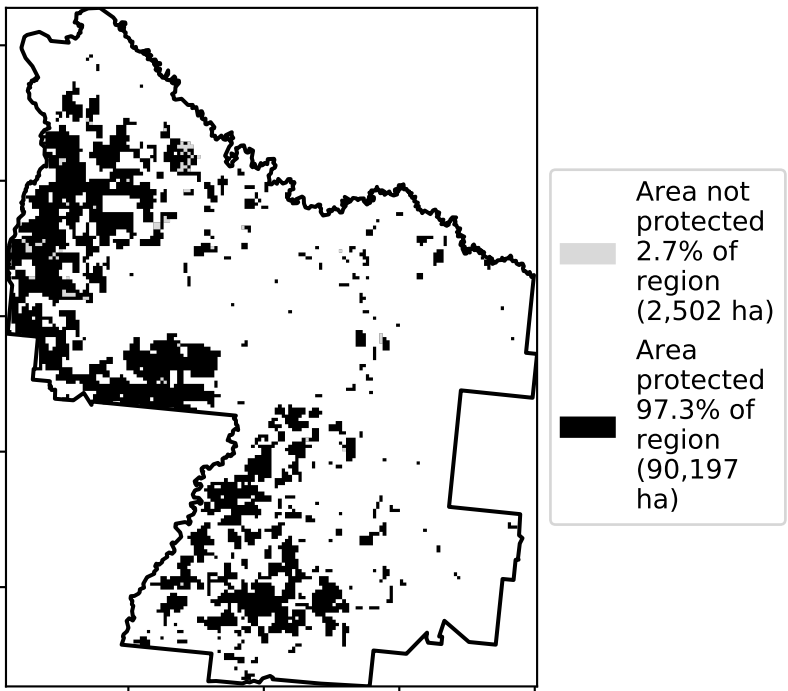 Area not
protected
2.7% of
region
(2,502 ha)
Area
protected
97.3% of
region
(90,197
ha)